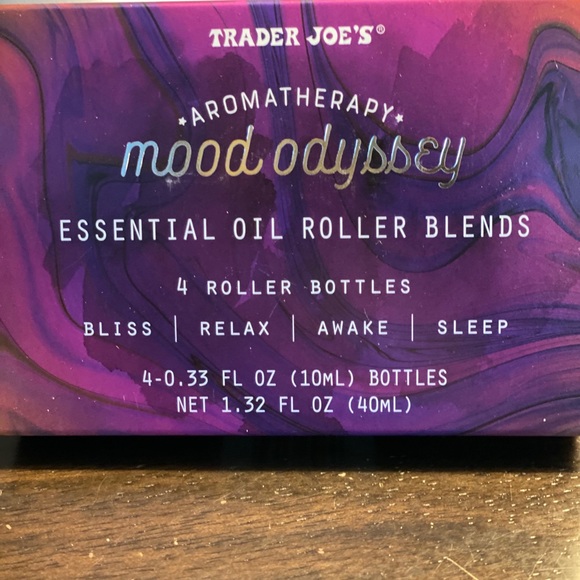 TRADER JOE'S®
AROMATHERAPY
mood odyssey
ESSENTIAL OIL ROLLER BLENDS
4 ROLLER BOTTLES
BLISS | RELAX | AWAKE | SLEEP
4-0.33 FL OZ (10mL) BOTTLES
NET 1.32 FL OZ (40mL)